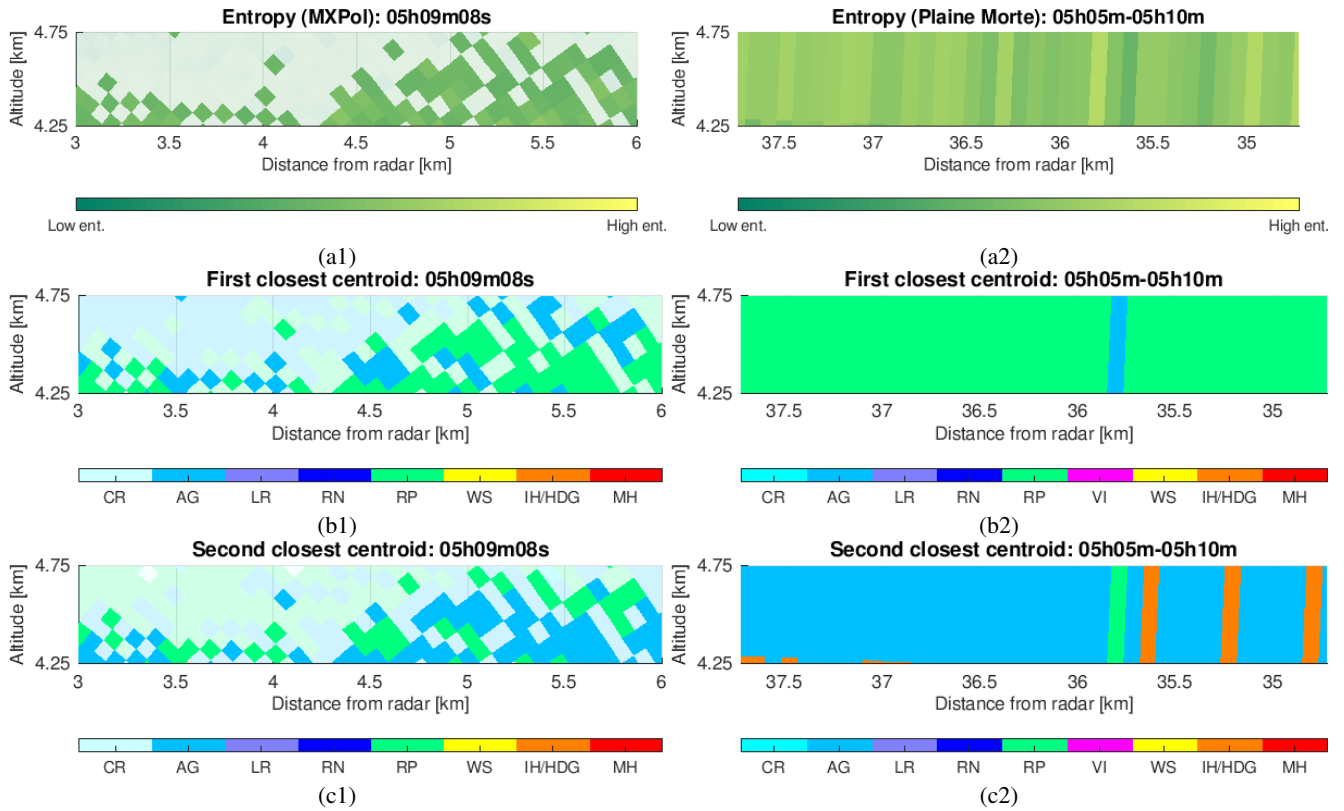 Entropy (MXPol): 05h09m08s
Entropy (Plaine Morte): 05h05m-05h10m
4.75
4.25
Altitude [km]
3 3.5 4 4.5 5 5.5 6
Distance from radar [km]
4.75
4.25
Altitude [km]
37.5 37 36.5 36 35.5 35
Distance from radar [km]
Low ent. High ent.
Low ent. High ent.
(a1)
(a2)
First closest centroid: 05h09m08s
First closest centroid: 05h05m-05h10m
4.75
4.25
Altitude [km]
3 3.5 4 4.5 5 5.5 6
Distance from radar [km]
4.75
4.25
Altitude [km]
37.5 37 36.5 36 35.5 35
Distance from radar [km]
CR AG LR RN RP WS IH/HDG MH
CR AG LR RN RP VI WS IH/HDG MH
(b1)
(b2)
Second closest centroid: 05h09m08s
Second closest centroid: 05h05m-05h10m
4.75
4.25
Altitude [km]
3 3.5 4 4.5 5 5.5 6
Distance from radar [km]
4.75
4.25
Altitude [km]
37.5 37 36.5 36 35.5 35
Distance from radar [km]
CR AG LR RN RP WS IH/HDG MH
CR AG LR RN RP VI WS IH/HDG MH
(c1)
(c2)